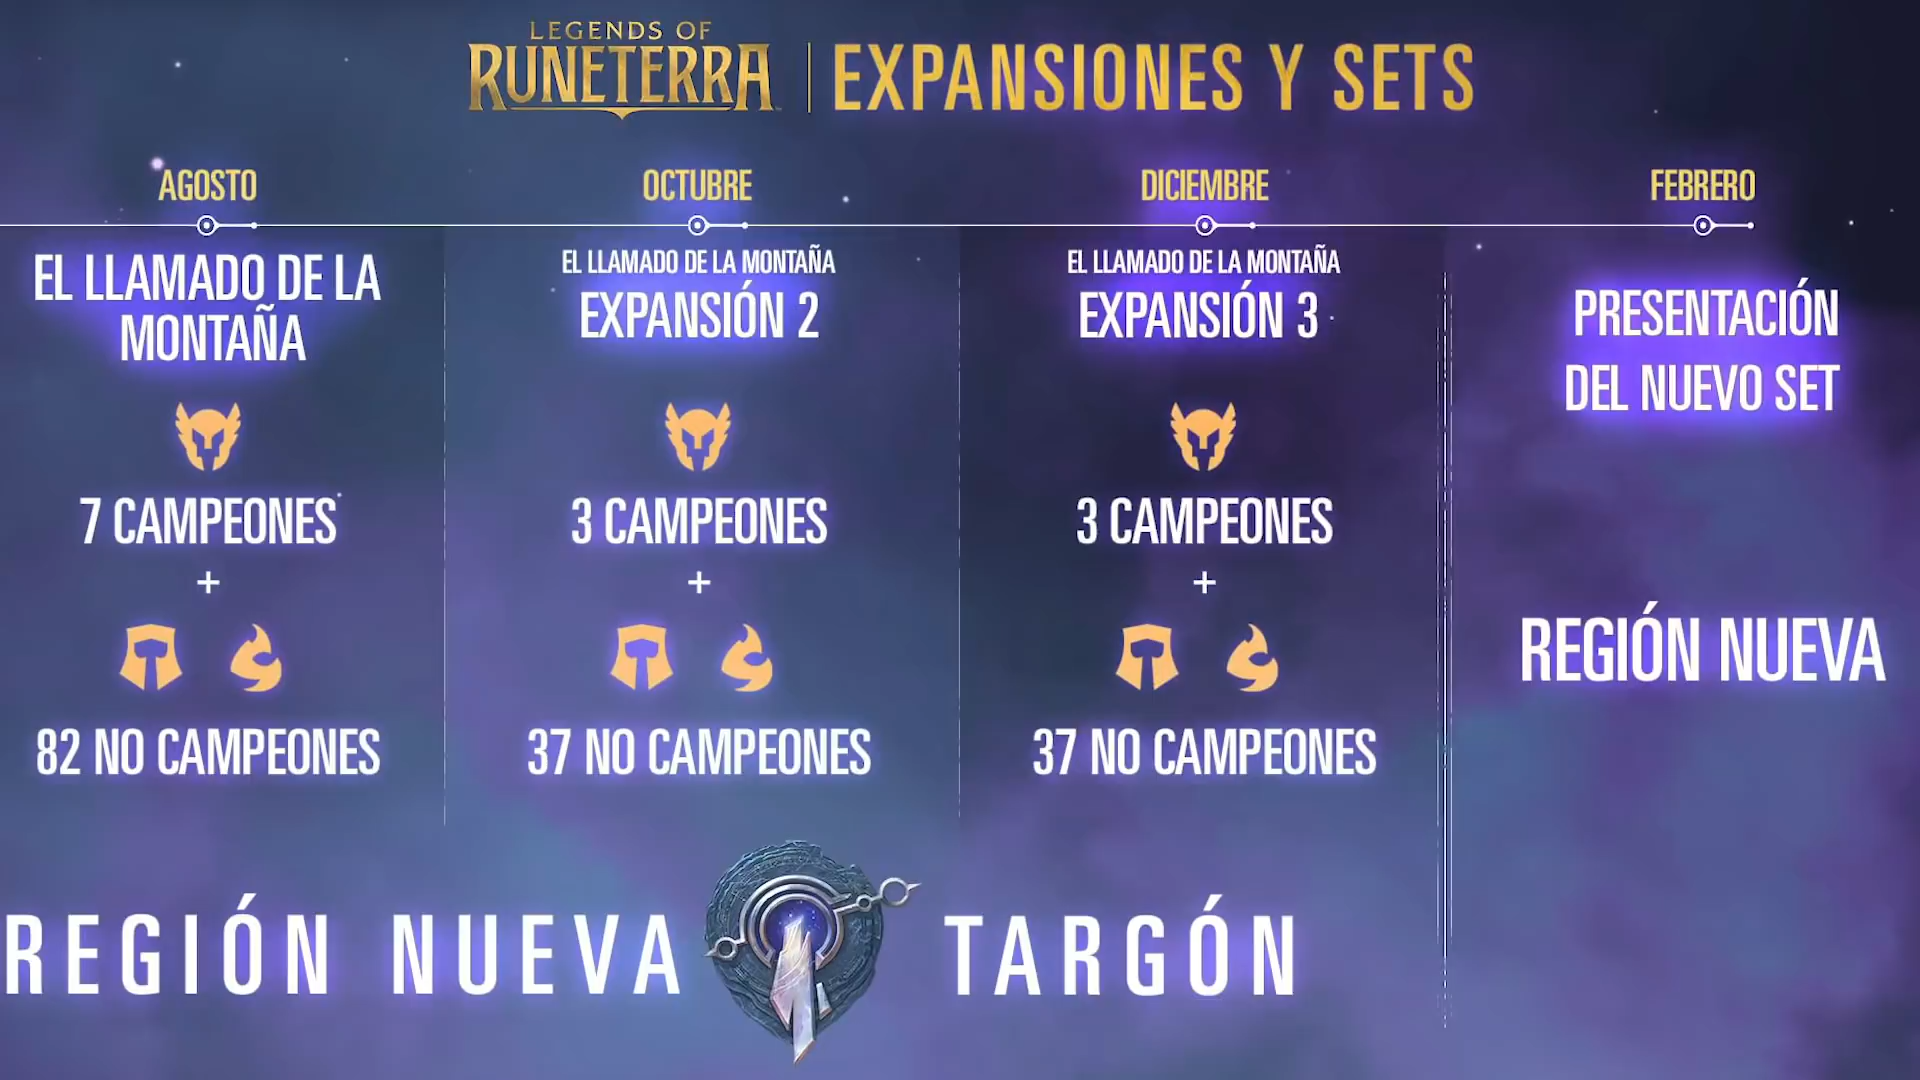 LEGENDS OF
RUNETERRA
EXPANSIONES Y SETS
AGOSTO
EL LLAMADO DE LA
MONTAÑA
7 CAMPEONES
+
82 NO CAMPEONES
OCTUBRE
EL LLAMADO DE LA MONTAÑA
EXPANSIÓN 2
3 CAMPEONES
+
37 NO CAMPEONES
DICIEMBRE
EL LLAMADO DE LA MONTAÑA
EXPANSIÓN 3
3 CAMPEONES
+
37 NO CAMPEONES
FEBRERO
PRESENTACIÓN
DEL NUEVO SET
REGIÓN NUEVA
REGIÓN NUEVA TARGÓN